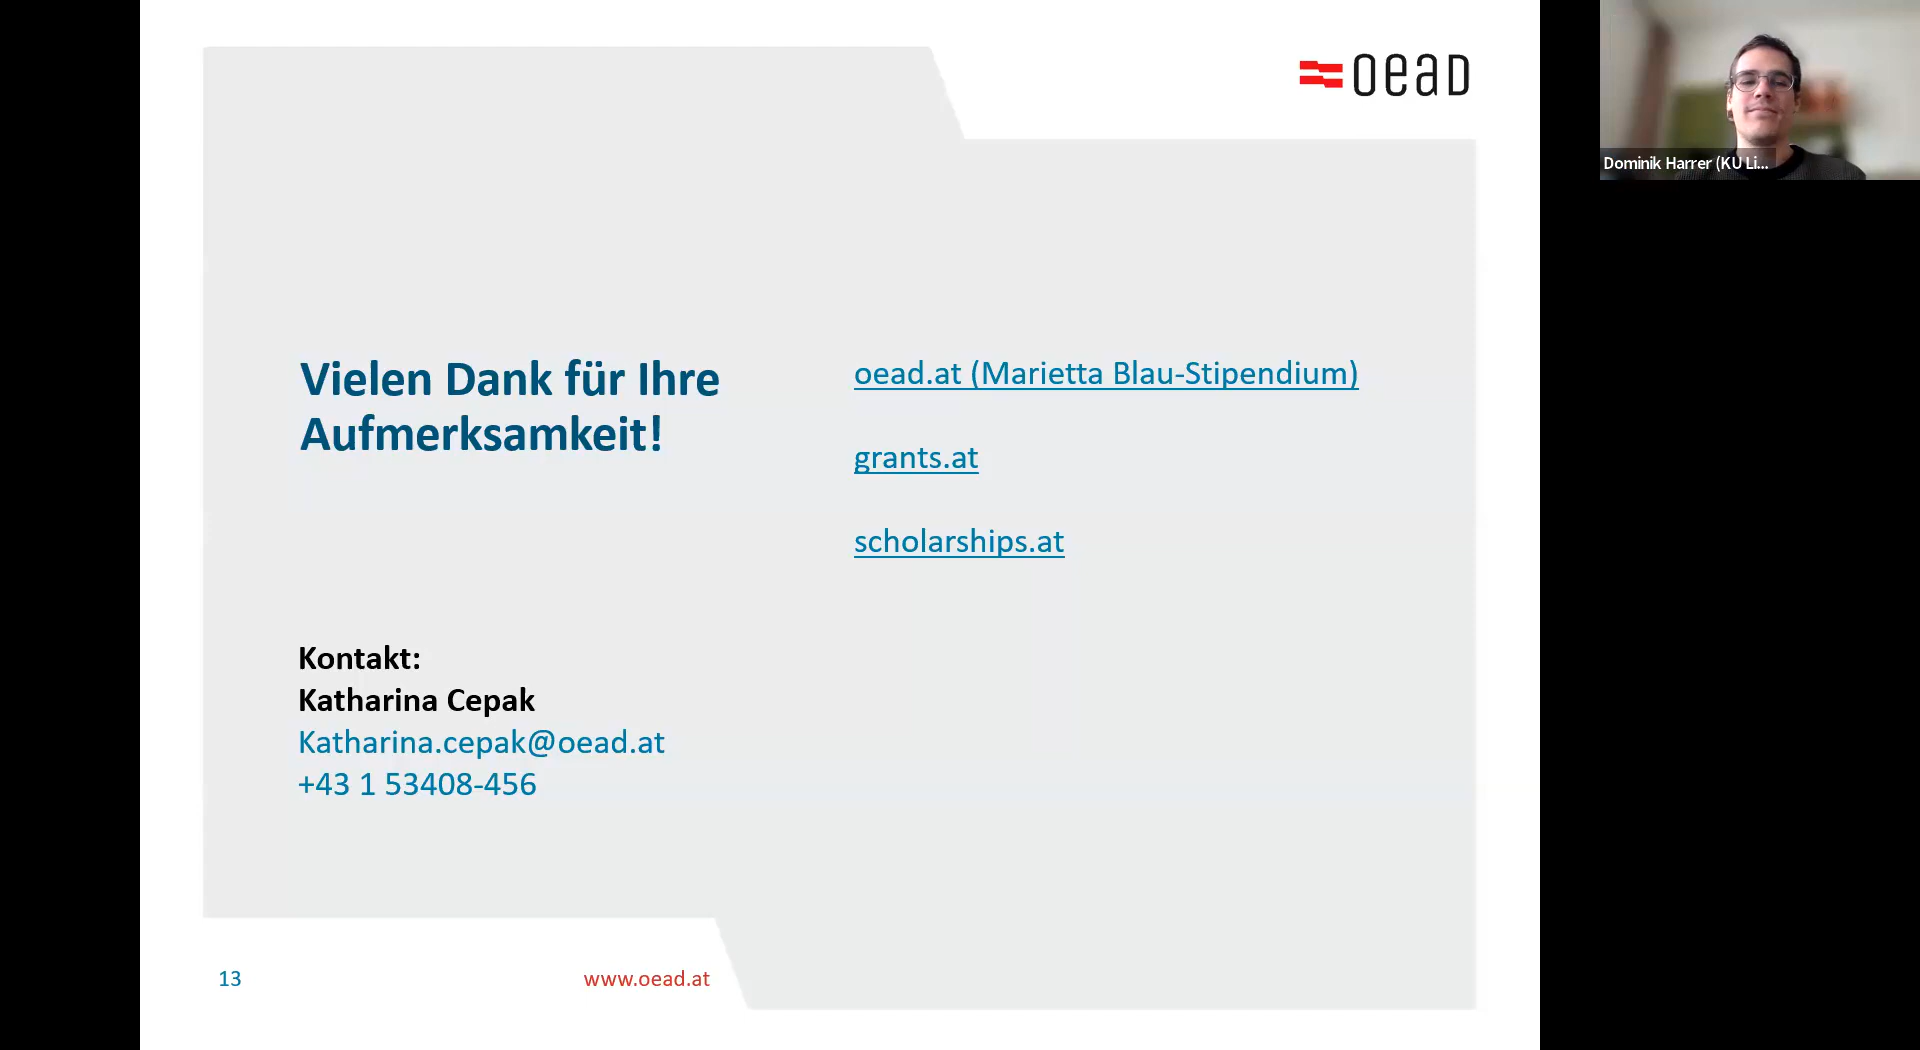 oead
Dominik Harrer (KU Li...
Vielen Dank für Ihre
Aufmerksamkeit!
oead.at (Marietta Blau-Stipendium)
grants.at
scholarships.at
Kontakt:
Katharina Cepak
Katharina.cepak@oead.at
+43 1 53408-456
13
www.oead.at